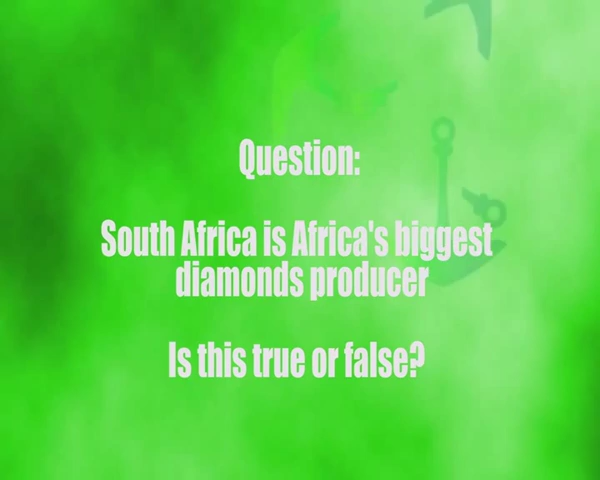 Question:
South Africa is Africa's biggest
diamonds producer
Is this true or false?